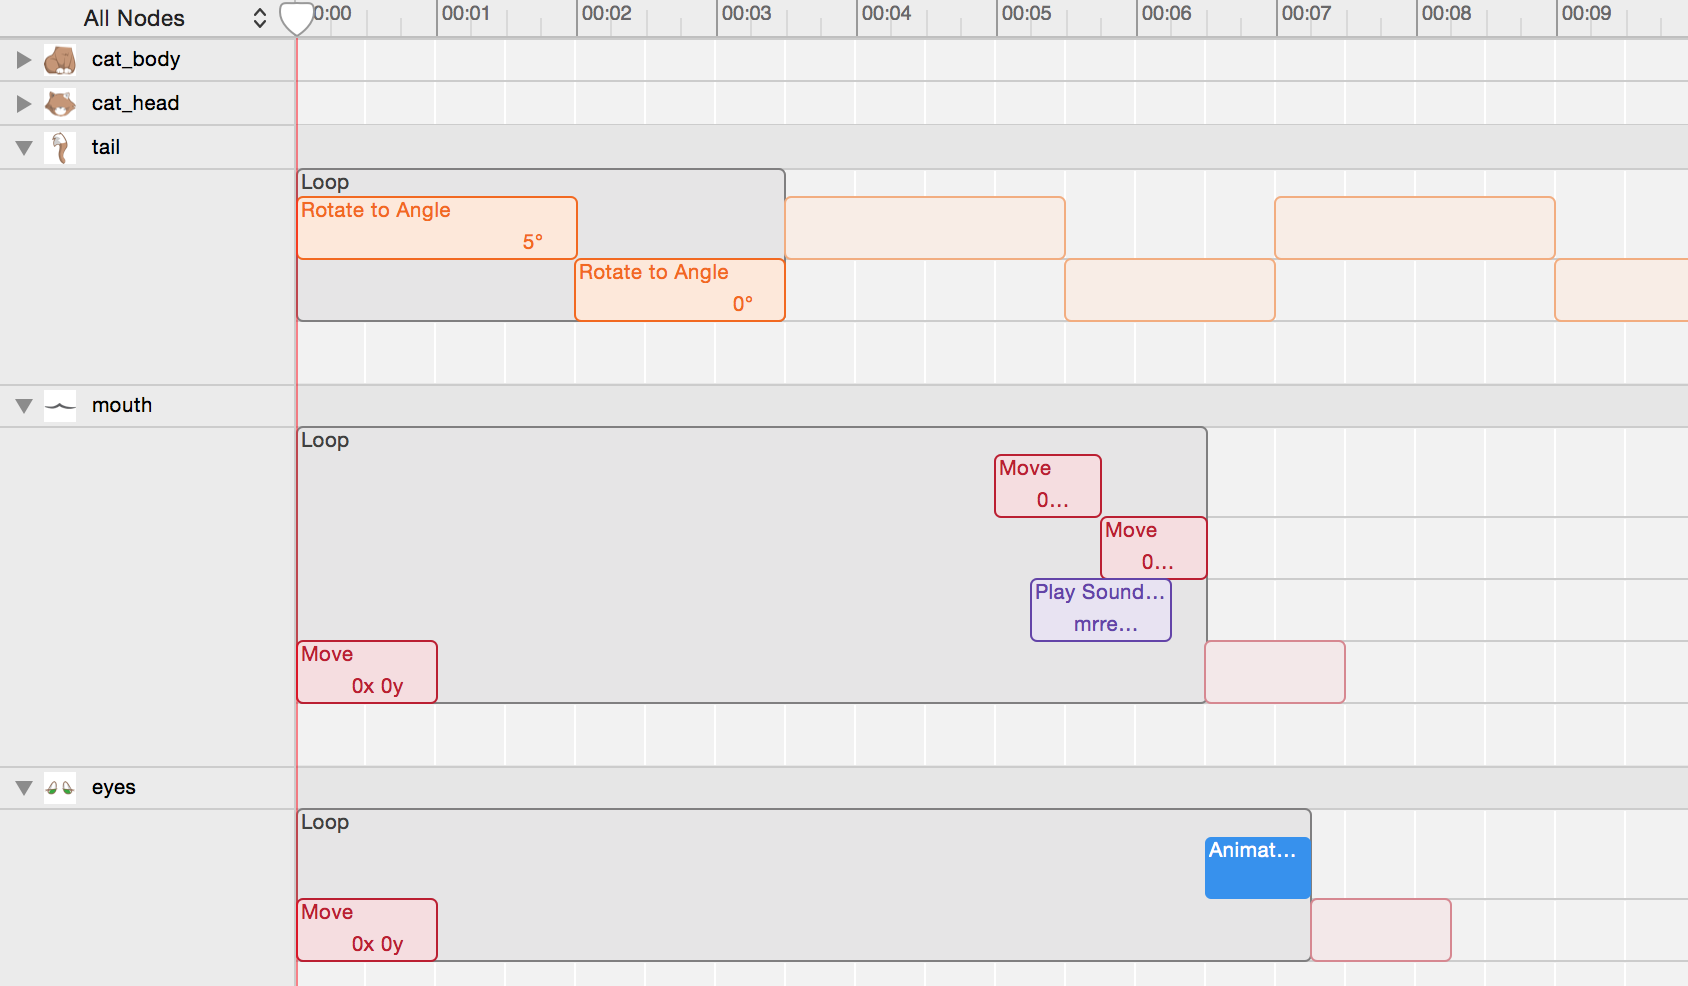 All Nodes 0:00 00:01 00:02 00:03 00:04 00:05 00:06 00:07 00:08 00:09
cat_body
cat_head
tail
Loop
Rotate to Angle
5°
Rotate to Angle
0°
mouth
Loop
Move
0...
Move
0...
Play Sound...
mrre...
Move
0x 0y
eyes
Loop
Animat...
Move
0x 0y